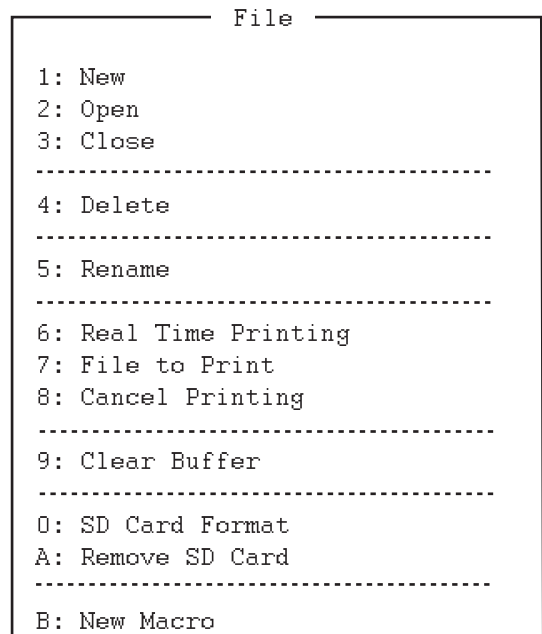 File
1: New
2: Open
3: Close
4: Delete
5: Rename
6: Real Time Printing
7: File to Print
8: Cancel Printing
9: Clear Buffer
0: SD Card Format
A: Remove SD Card
B: New Macro